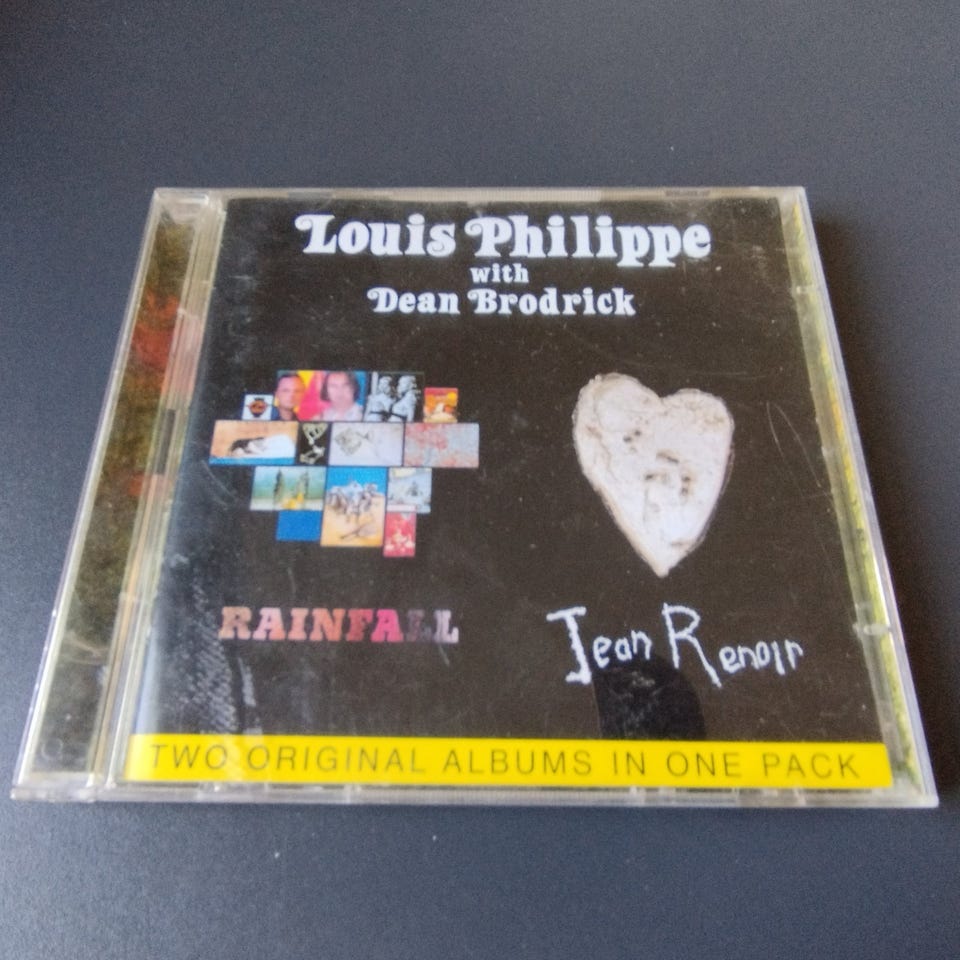 Louis Philippe
with
Dean Brodrick
RAINFALL
Jean Renoir
TWO ORIGINAL ALBUMS IN ONE PACK